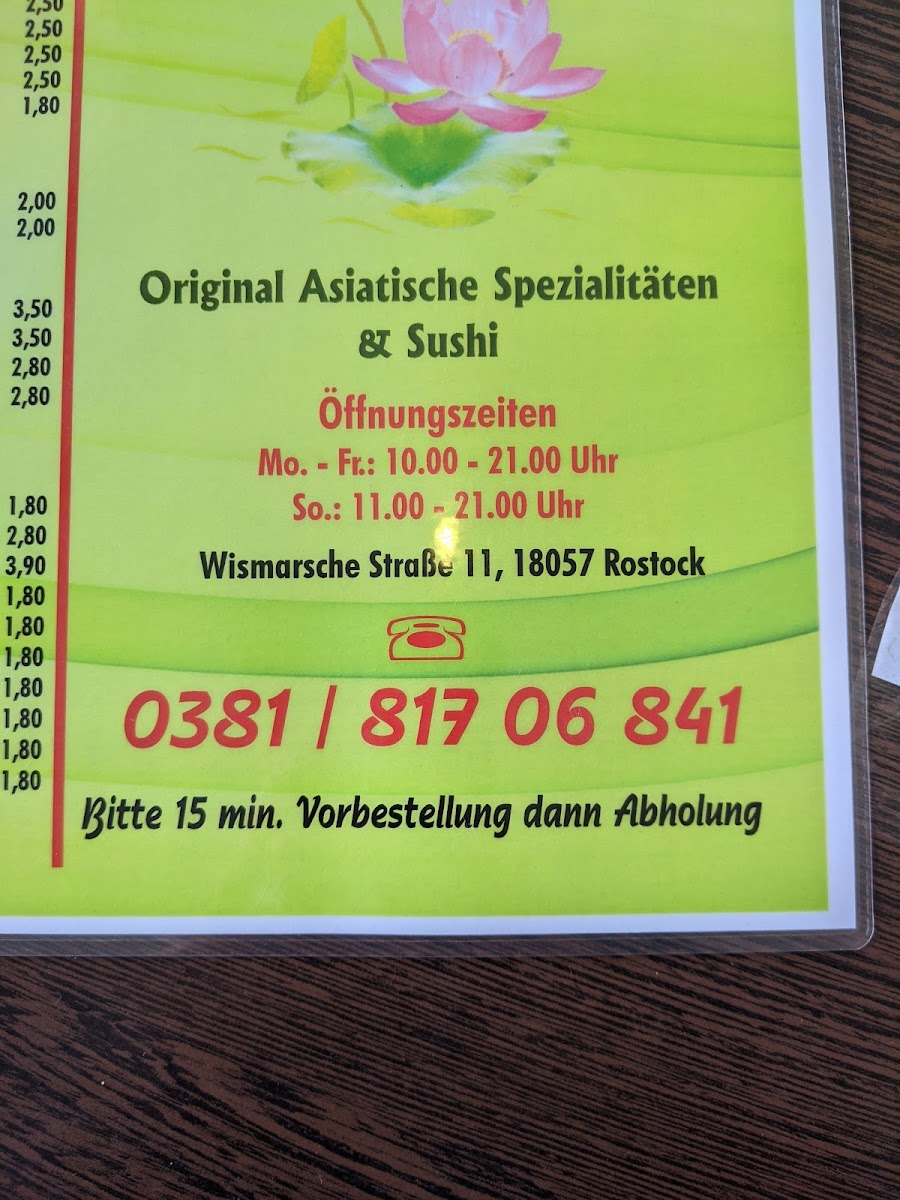 2,50
2,50
2,50
2,50
1,80
2,00
2,00
3,50
3,50
2,80
2,80
1,80
2,80
3,90
1,80
1,80
1,80
1,80
1,80
1,80
1,80
Original Asiatische Spezialitäten
& Sushi
Öffnungszeiten
Mo. - Fr.: 10.00 - 21.00 Uhr
So.: 11.00 - 21.00 Uhr
Wismarsche Straße 11, 18057 Rostock
0381 / 817 06 841
Bitte 15 min. Vorbestellung dann Abholung